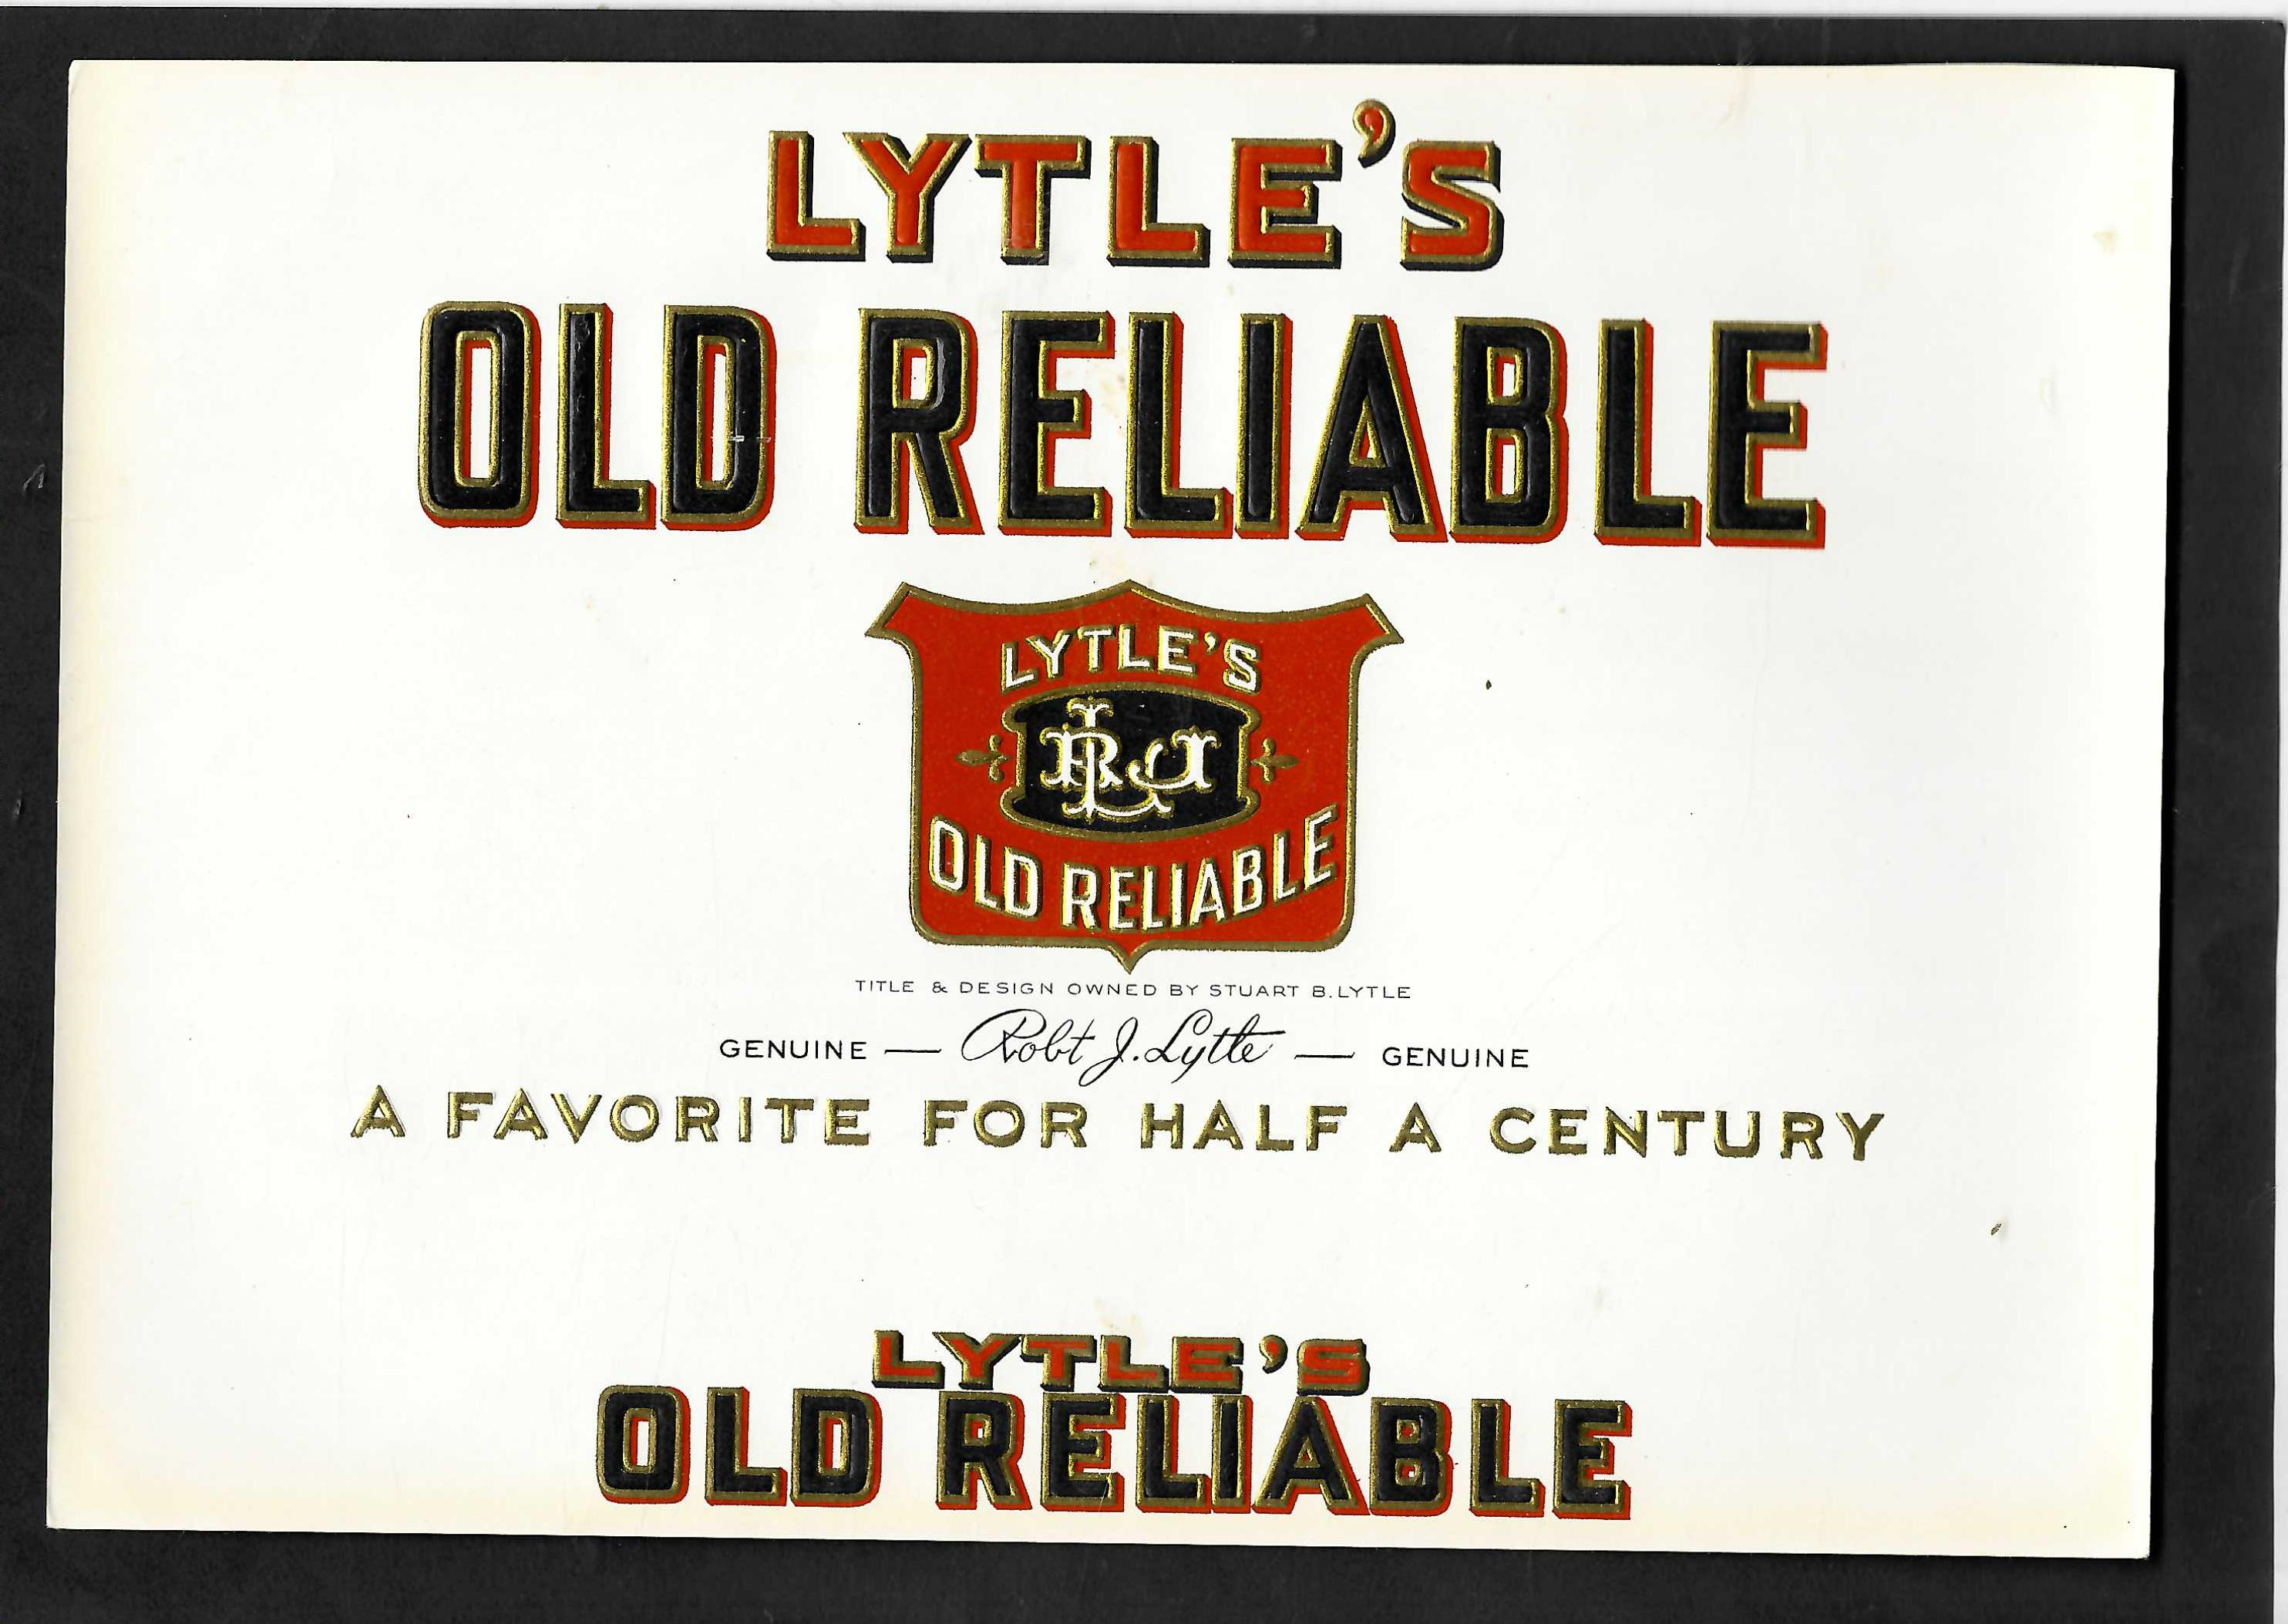 LYTLE'S
OLD RELIABLE
LYTLE'S
RLJ
OLD RELIABLE
TITLE & DESIGN OWNED BY STUART B. LYTLE
GENUINE — Robt J. Lytle — GENUINE
A FAVORITE FOR HALF A CENTURY
LYTLE'S
OLD RELIABLE